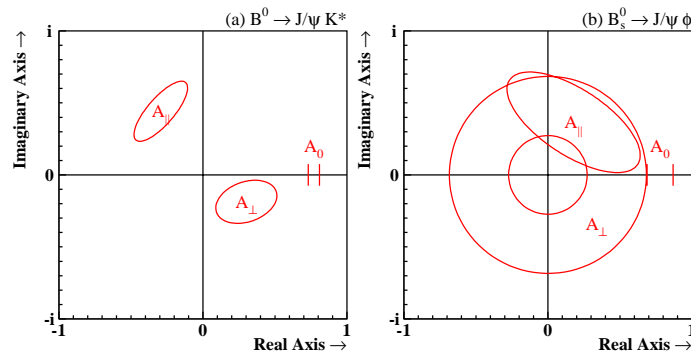 (a) B⁰ → J/ψ K*
(b) B⁰ₛ → J/ψ ϕ
Imaginary Axis →
i
0
-i
A∥
A₀
A⊥
-1
0
1
Real Axis →
Imaginary Axis →
i
0
-i
A∥
A₀
A⊥
-1
0
1
Real Axis →